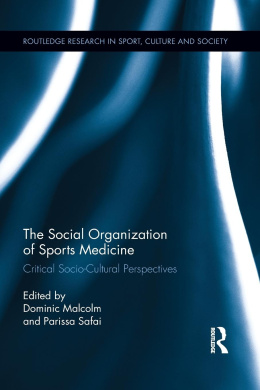 ROUTLEDGE RESEARCH IN SPORT, CULTURE AND SOCIETY
The Social Organization
of Sports Medicine
Critical Socio-Cultural Perspectives
Edited by
Dominic Malcolm
and Parissa Safai
ROUTLEDGE